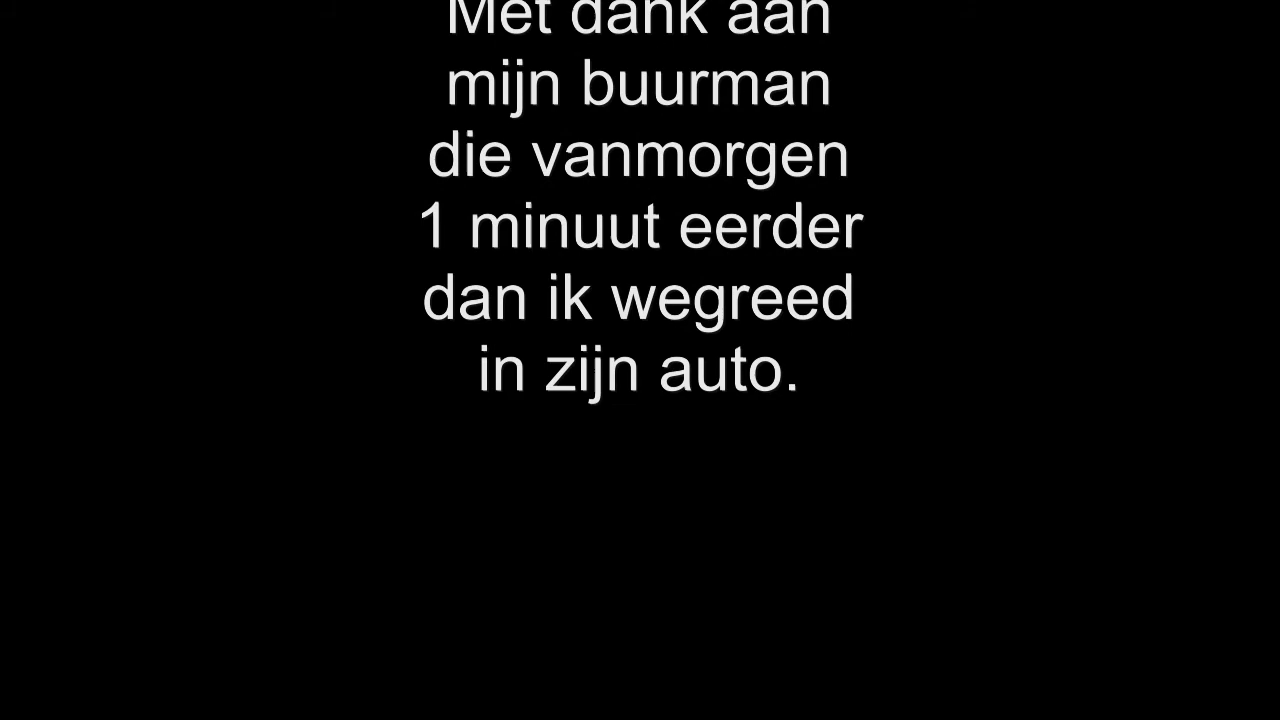 Met dank aan
mijn buurman
die vanmorgen
1 minuut eerder
dan ik wegreed
in zijn auto.